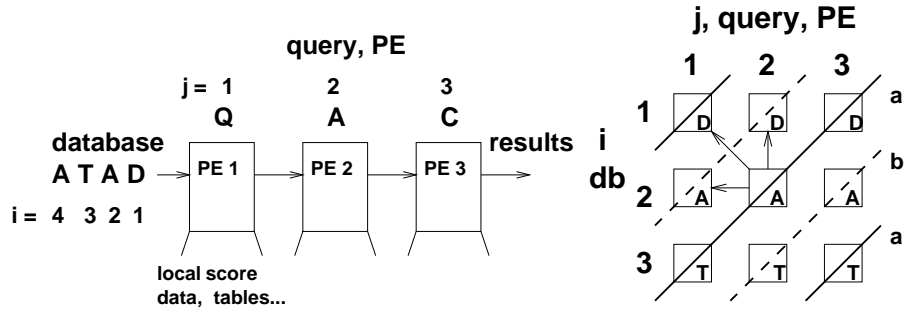 query, PE
j = 1 2 3
Q A C
database
results
A T A D
PE 1 PE 2 PE 3
i = 4 3 2 1
local score
data, tables...
j, query, PE
1 2 3
1 D D D a
i
db
2 A A A b
3 T T T a